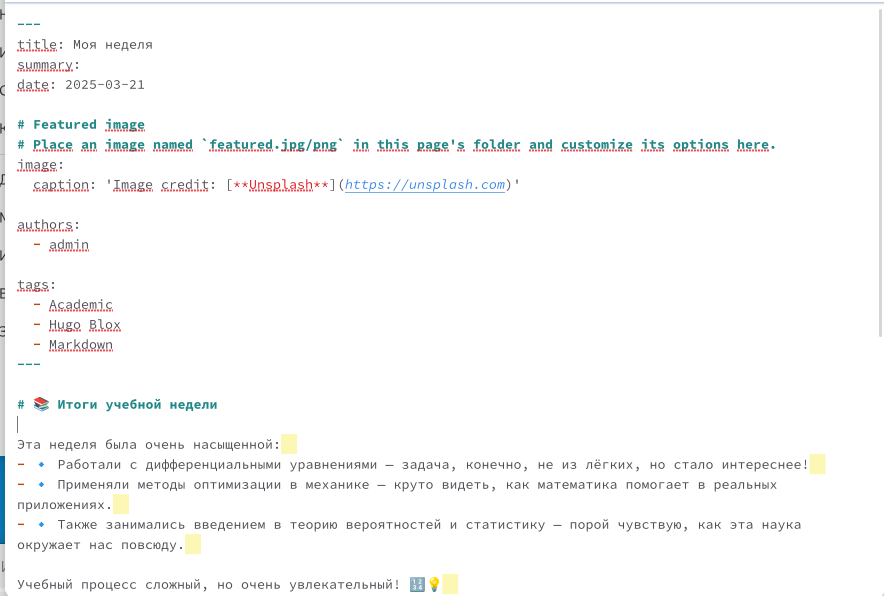 ---
title: Моя неделя
summary:
date: 2025-03-21
# Featured image
# Place an image named `featured.jpg/png` in this page's folder and customize its options here.
image:
caption: 'Image credit: [**Unsplash**](https://unsplash.com)'
authors:
- admin
tags:
- Academic
- Hugo Blox
- Markdown
---
# 📚 Итоги учебной недели
Эта неделя была очень насыщенной:
- 🔹 Работали с дифференциальными уравнениями — задача, конечно, не из лёгких, но стало интереснее!
- 🔹 Применяли методы оптимизации в механике — круто видеть, как математика помогает в реальных
приложениях.
- 🔹 Также занимались введением в теорию вероятностей и статистику — порой чувствую, как эта наука
окружает нас повсюду.
Учебный процесс сложный, но очень увлекательный! 🔢💡